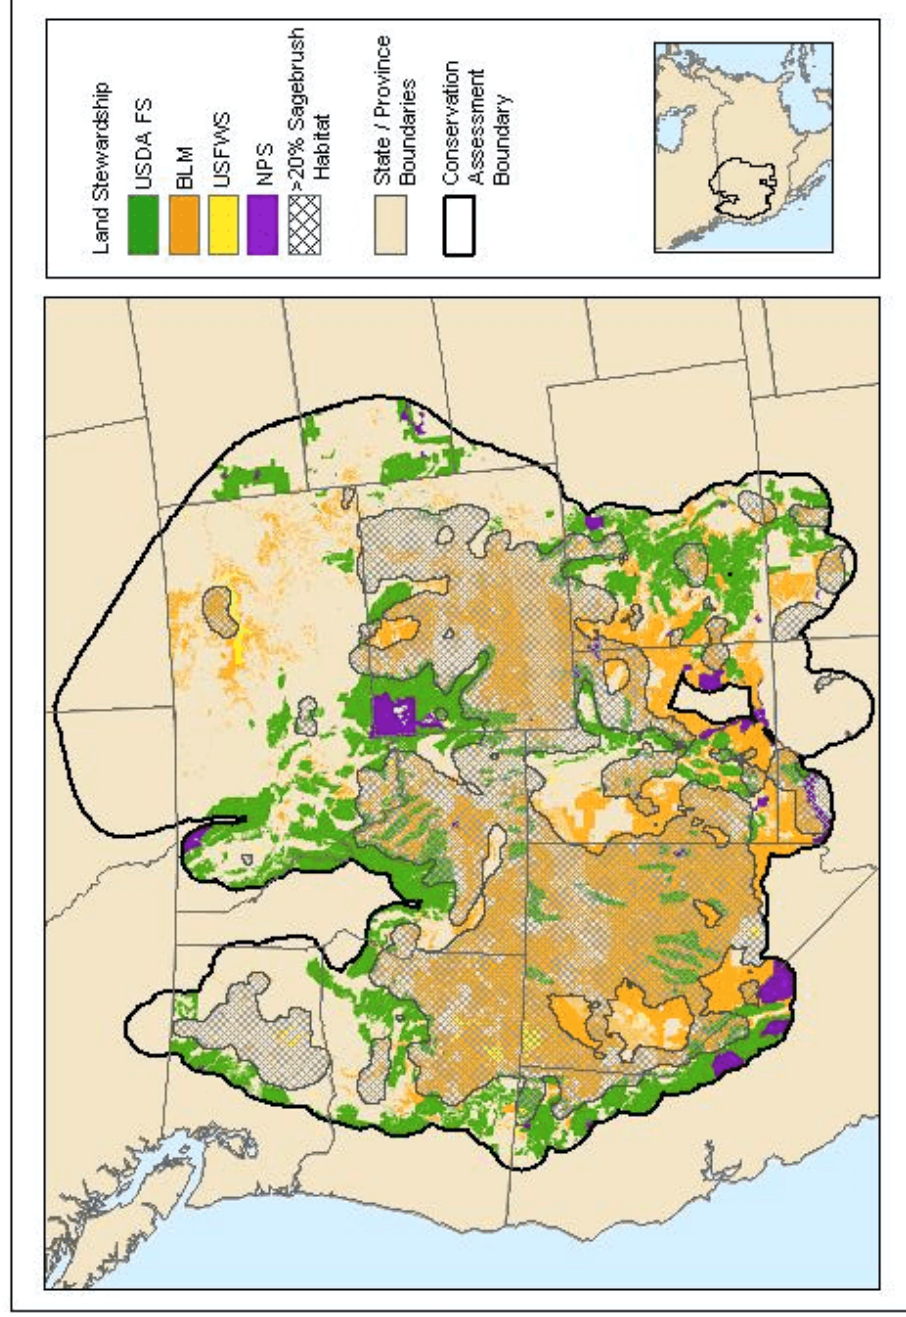 Land Stewardship
USDA FS
BLM
USFWS
NPS
>20% Sagebrush
Habitat
State / Province
Boundaries
Conservation
Assessment
Boundary